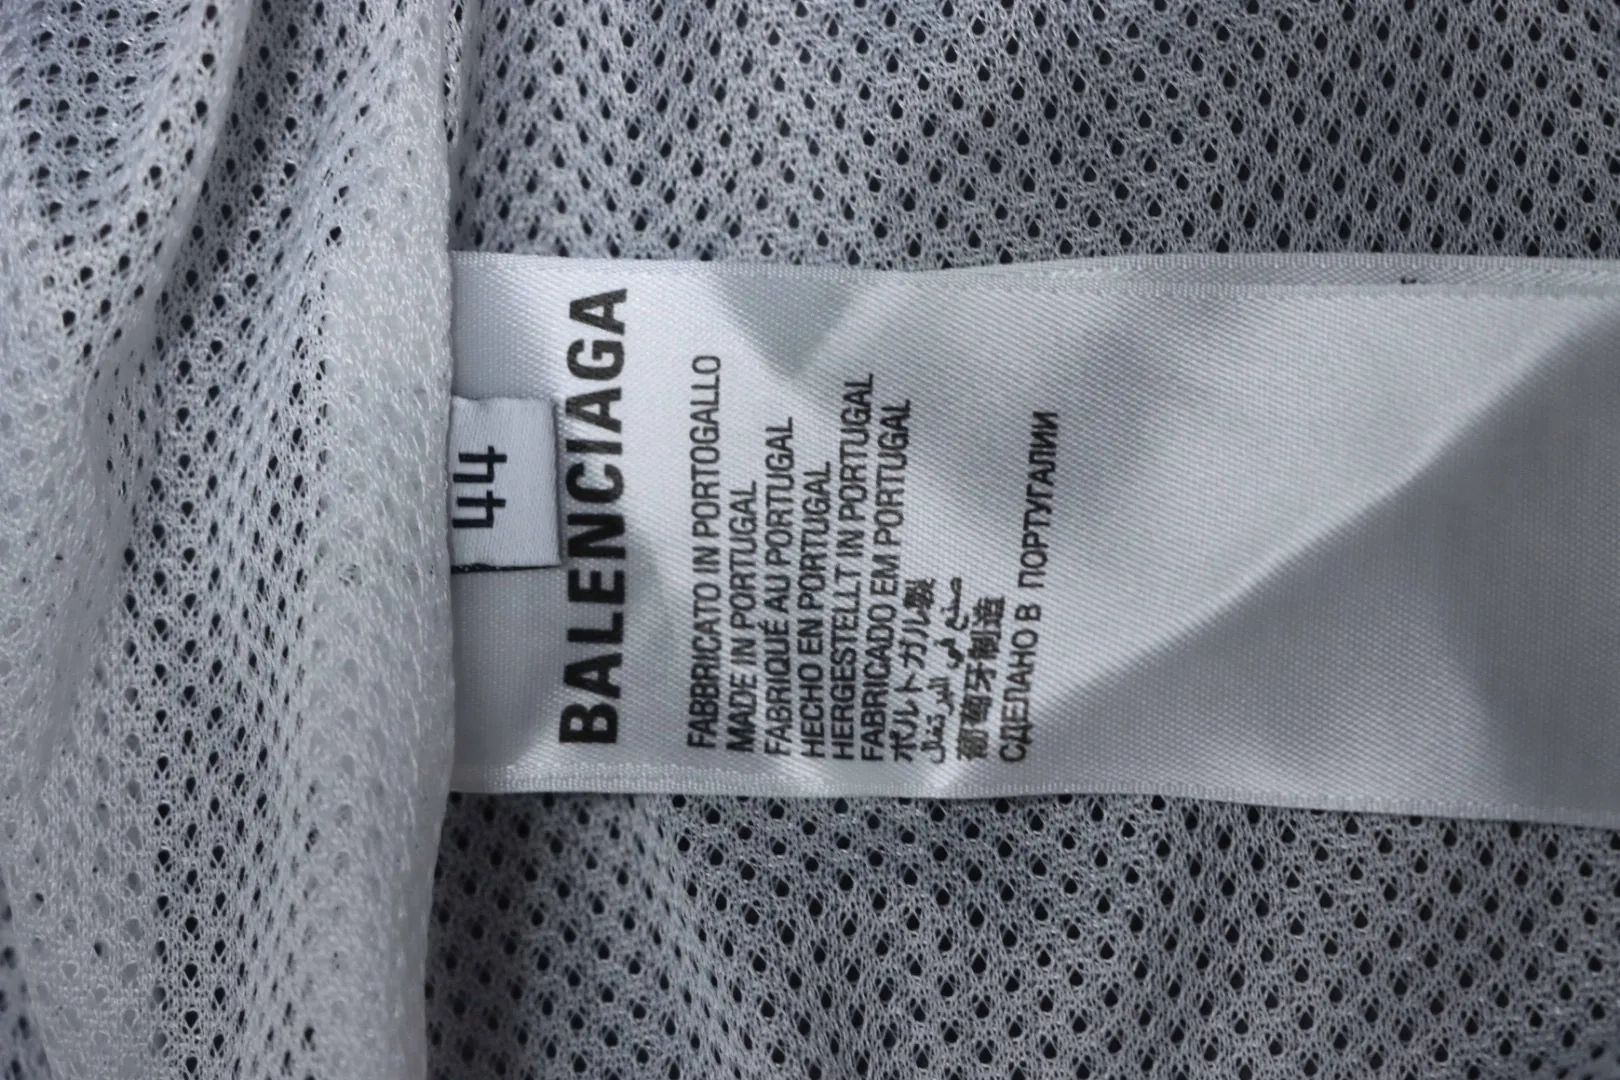 44
BALENCIAGA
FABBRICATO IN PORTOGALLO
MADE IN PORTUGAL
FABRIQUÉ AU PORTUGAL
HECHO EN PORTUGAL
HERGESTELLT IN PORTUGAL
FABRICADO EM PORTUGAL
ポルトガル製
صنع في البرتغال
葡萄牙制造
СДЕЛАНО В ПОРТУГАЛИИ